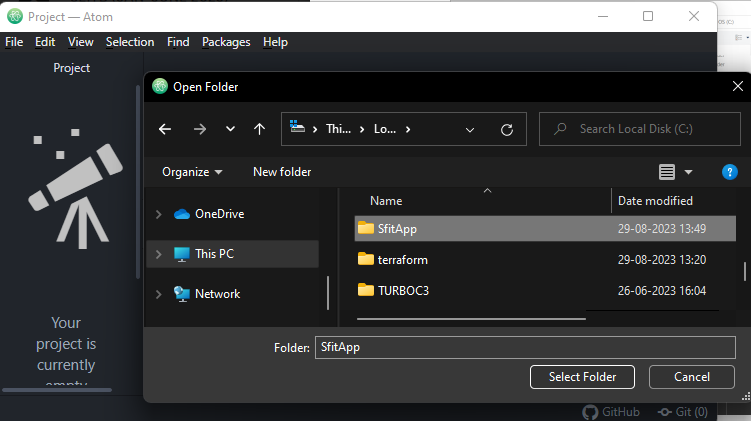 Project — Atom
File Edit View Selection Find Packages Help
Project
Your
project is
currently
empty
Open Folder
Thi... Lo...
Search Local Disk (C:)
Organize New folder
Name Date modified
OneDrive
This PC
Network
SfitApp 29-08-2023 13:49
terraform 29-08-2023 13:20
TURBOC3 26-06-2023 16:04
Folder: SfitApp
Select Folder Cancel
GitHub Git (0)